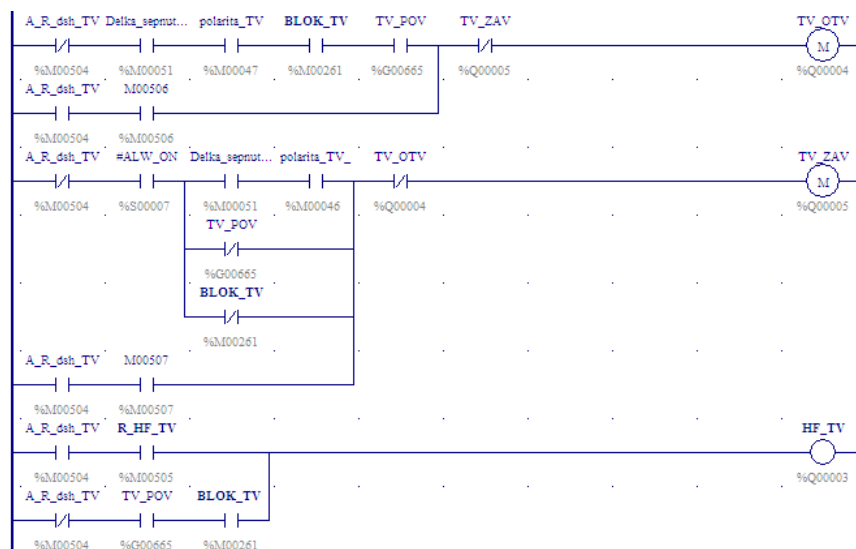 A_R_dsh_TV Delka_sepnut... polarita_TV BLOK_TV TV_POV TV_ZAV TV_OTV
M
%M00504 %M00051 %M00047 %M00261 %G00665 %Q00005 %Q00004
A_R_dsh_TV M00506
%M00504 %M00506
A_R_dsh_TV #ALW_ON Delka_sepnut... polarita_TV_ TV_OTV TV_ZAV
M
%M00504 %S00007 %M00051 %M00046 %Q00004 %Q00005
TV_POV
%G00665
BLOK_TV
%M00261
A_R_dsh_TV M00507
%M00504 %M00507
A_R_dsh_TV R_HF_TV HF_TV
%M00504 %M00505 %Q00003
A_R_dsh_TV TV_POV BLOK_TV
%M00504 %G00665 %M00261